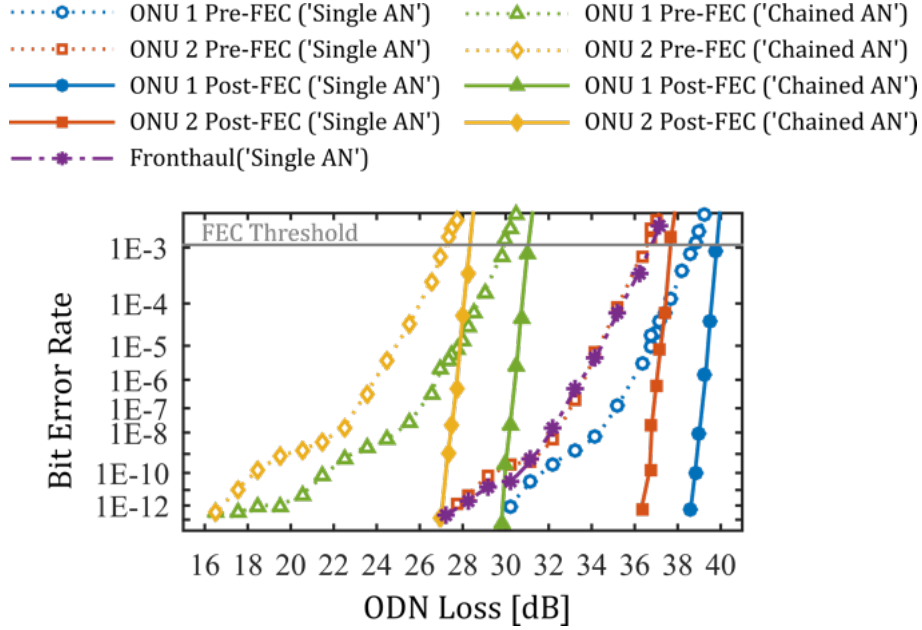 ONU 1 Pre-FEC ('Single AN')
ONU 2 Pre-FEC ('Single AN')
ONU 1 Post-FEC ('Single AN')
ONU 2 Post-FEC ('Single AN')
Fronthaul('Single AN')
ONU 1 Pre-FEC ('Chained AN')
ONU 2 Pre-FEC ('Chained AN')
ONU 1 Post-FEC ('Chained AN')
ONU 2 Post-FEC ('Chained AN')
FEC Threshold
Bit Error Rate
1E-3
1E-4
1E-5
1E-6
1E-7
1E-8
1E-10
1E-12
16 18 20 22 24 26 28 30 32 34 36 38 40
ODN Loss [dB]